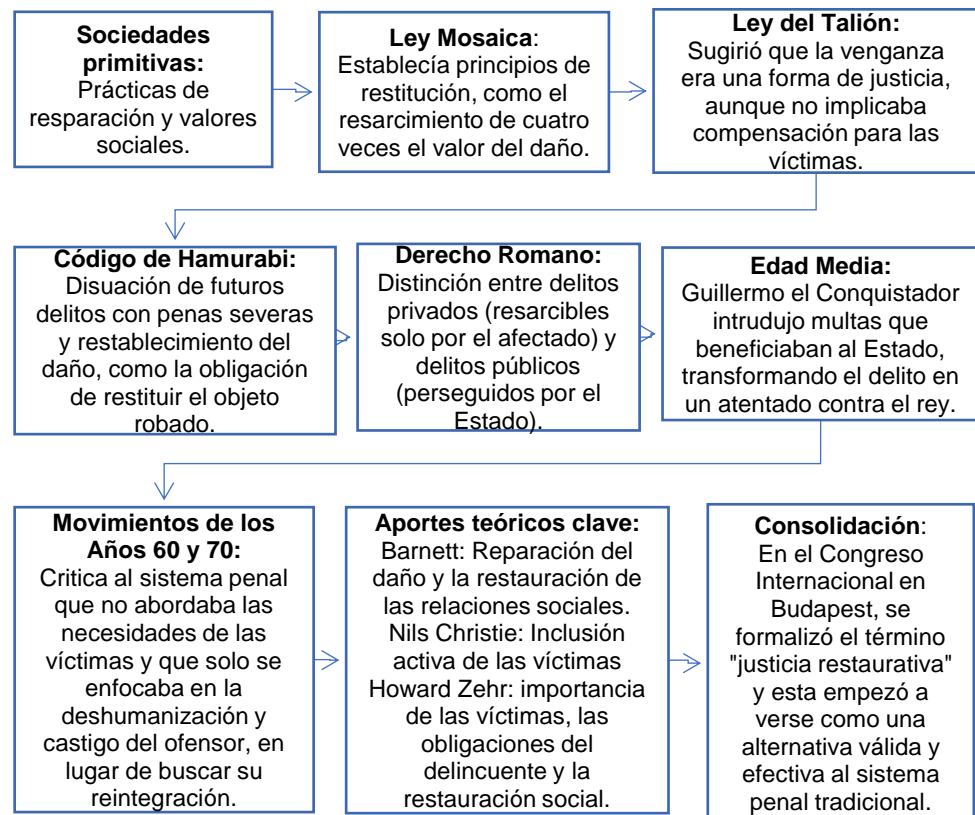 Sociedades
primitivas:
Prácticas de
resparación y valores
sociales.
Ley Mosaica:
Establecía principios de
restitución, como el
resarcimiento de cuatro
veces el valor del daño.
Ley del Talión:
Sugirió que la venganza
era una forma de justicia,
aunque no implicaba
compensación para las
víctimas.
Código de Hamurabi:
Disuación de futuros
delitos con penas severas
y restablecimiento del
daño, como la obligación
de restituir el objeto
robado.
Derecho Romano:
Distinción entre delitos
privados (resarcibles
solo por el afectado) y
delitos públicos
(perseguidos por el
Estado).
Edad Media:
Guillermo el Conquistador
intrudujo multas que
beneficiaban al Estado,
transformando el delito en
un atentado contra el rey.
Movimientos de los
Años 60 y 70:
Critica al sistema penal
que no abordaba las
necesidades de las
víctimas y que solo se
enfocaba en la
deshumanización y
castigo del ofensor, en
lugar de buscar su
reintegración.
Aportes teóricos clave:
Barnett: Reparación del
daño y la restauración de
las relaciones sociales.
Nils Christie: Inclusión
activa de las víctimas
Howard Zehr: importancia
de las víctimas, las
obligaciones del
delincuente y la
restauración social.
Consolidación:
En el Congreso
Internacional en
Budapest, se
formalizó el término
"justicia restaurativa"
y esta empezó a
verse como una
alternativa válida y
efectiva al sistema
penal tradicional.